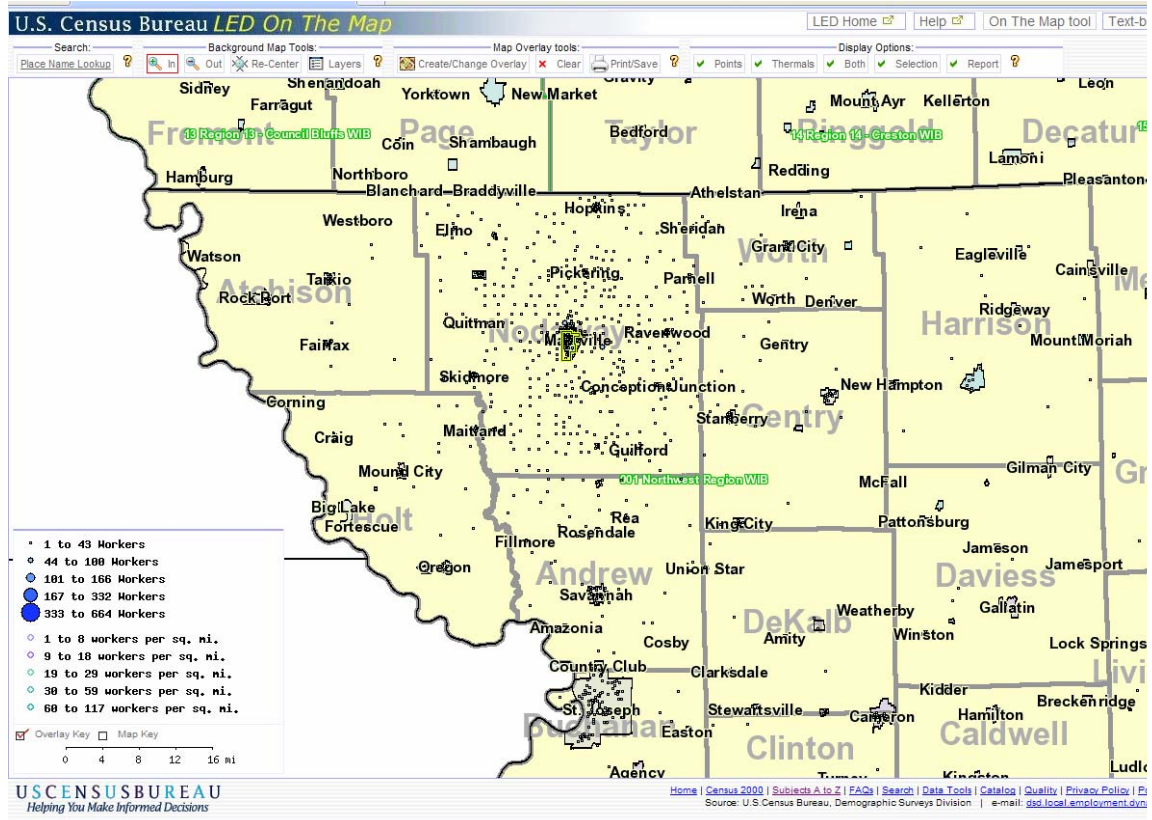 U.S. Census Bureau LED On The Map
LED Home Help On The Map tool Text-b
Search: Background Map Tools: Map Overlay tools: Display Options:
Place Name Lookup ? In Out Re-Center Layers ? Create/Change Overlay Clear Print/Save ? Points Thermals Both Selection Report ?
Sidney Shenandoah Yorktown New Market Gravity Mount Ayr Kellerton Leon
Farragut
Fremont 13 Region 13 - Council Bluffs WIB Page Taylor Bedford Ringgold 14 Region 14 - Creston WIB Decatur
Coin Shambaugh
Lamoni
Hamburg Northboro Redding
Pleasanton
Blanchard Braddyville Athelstan
Hopkins Irena
Westboro Elmo Sheridan
Worth Grant City
Watson Eagleville
Pickering Parnell Cainsville
Tarkio
Atchison Rock Port
Worth Denver
Ridgeway
Quitman Nodaway Ravenwood Harrison
Maryville
Fairfax Gentry Mount Moriah
Skidmore
Conception Junction New Hampton
Corning
Stanberry Gentry
Craig Maitland
Guilford
Mound City Gilman City
001 Northwest Region WIB McFall
Big Lake Holt
Fortescue Rea King City Pattonsburg
Rosendale
Fillmore
Jameson
Oregon Andrew Union Star Daviess Jamesport
Savannah
DeKalb Weatherby Gallatin
Amazonia Amity Winston
Cosby Lock Springs
Country Club Clarksdale
Kidder
Breckenridge
St. Joseph Stewartsville Cameron Hamilton
Buchanan Easton Caldwell
Clinton
Agency Turney Kingston
1 to 43 Workers
44 to 100 Workers
101 to 166 Workers
167 to 332 Workers
333 to 664 Workers
1 to 8 workers per sq. mi.
9 to 18 workers per sq. mi.
19 to 29 workers per sq. mi.
30 to 59 workers per sq. mi.
60 to 117 workers per sq. mi.
Overlay Key Map Key
0 4 8 12 16 mi
USCENSUSBUREAU
Helping You Make Informed Decisions
Home | Census 2000 | Subjects A to Z | FAQs | Search | Data Tools | Catalog | Quality | Privacy Policy |
Source: U.S.Census Bureau, Demographic Surveys Division | e-mail: dsd.local.employment.dyn